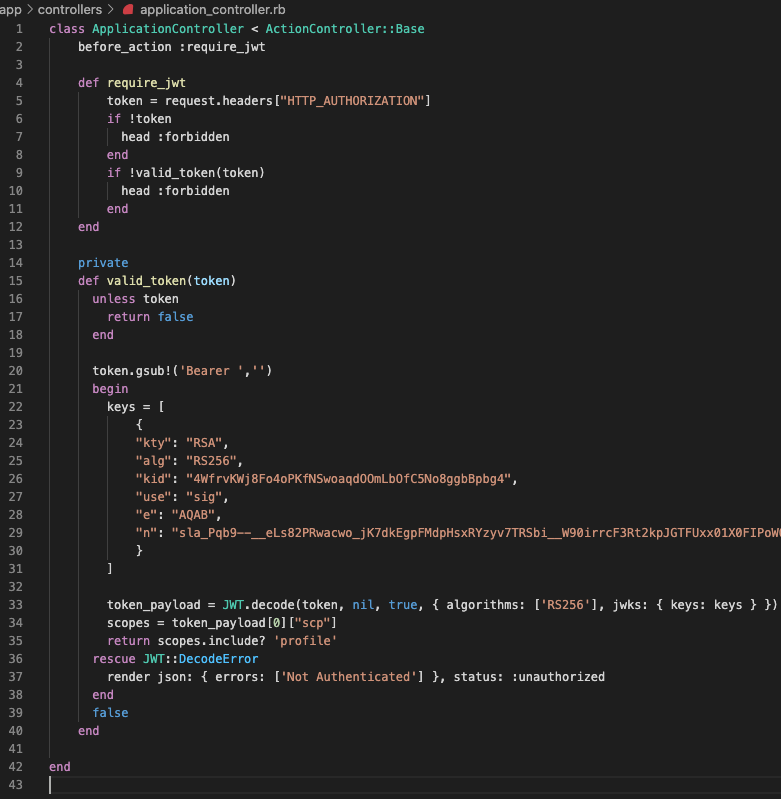 app > controllers > application_controller.rb
1 class ApplicationController < ActionController::Base
2 before_action :require_jwt
3
4 def require_jwt
5 token = request.headers["HTTP_AUTHORIZATION"]
6 if !token
7 head :forbidden
8 end
9 if !valid_token(token)
10 head :forbidden
11 end
12 end
13
14 private
15 def valid_token(token)
16 unless token
17 return false
18 end
19
20 token.gsub!('Bearer ','')
21 begin
22 keys = [
23 {
24 "kty": "RSA",
25 "alg": "RS256",
26 "kid": "4WfrvKWj8Fo4oPKfNSwoaqdOOmLbOfC5No8ggbBpbg4",
27 "use": "sig",
28 "e": "AQAB",
29 "n": "sla_Pqb9--__eLs82PRwacwo_jK7dkEgpFMdpHsxRYzyv7TRSbi__W90irrcF3Rt2kpJGTFUxx01X0FIPoW
30 }
31 ]
32
33 token_payload = JWT.decode(token, nil, true, { algorithms: ['RS256'], jwks: { keys: keys } })
34 scopes = token_payload[0]["scp"]
35 return scopes.include? 'profile'
36 rescue JWT::DecodeError
37 render json: { errors: ['Not Authenticated'] }, status: :unauthorized
38 end
39 false
40 end
41
42 end
43